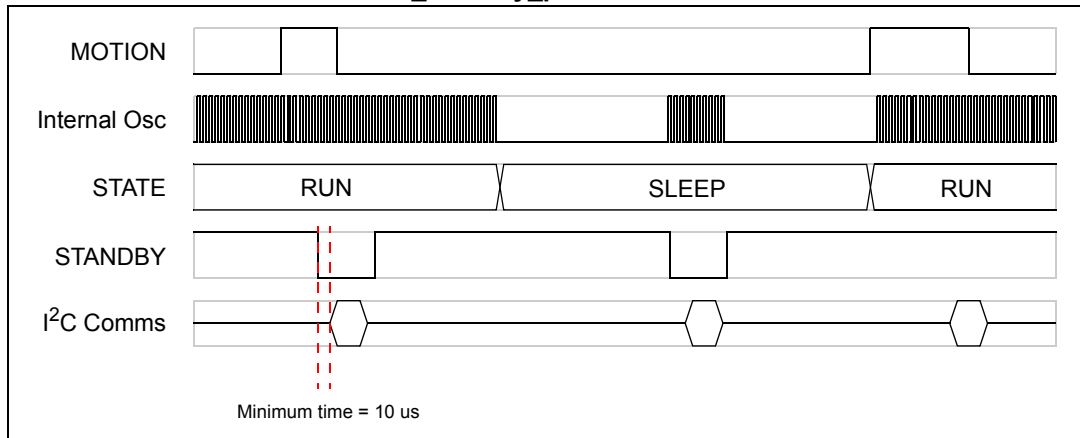 MOTION
Internal Osc
STATE RUN SLEEP RUN
STANDBY
I²C Comms
Minimum time = 10 us